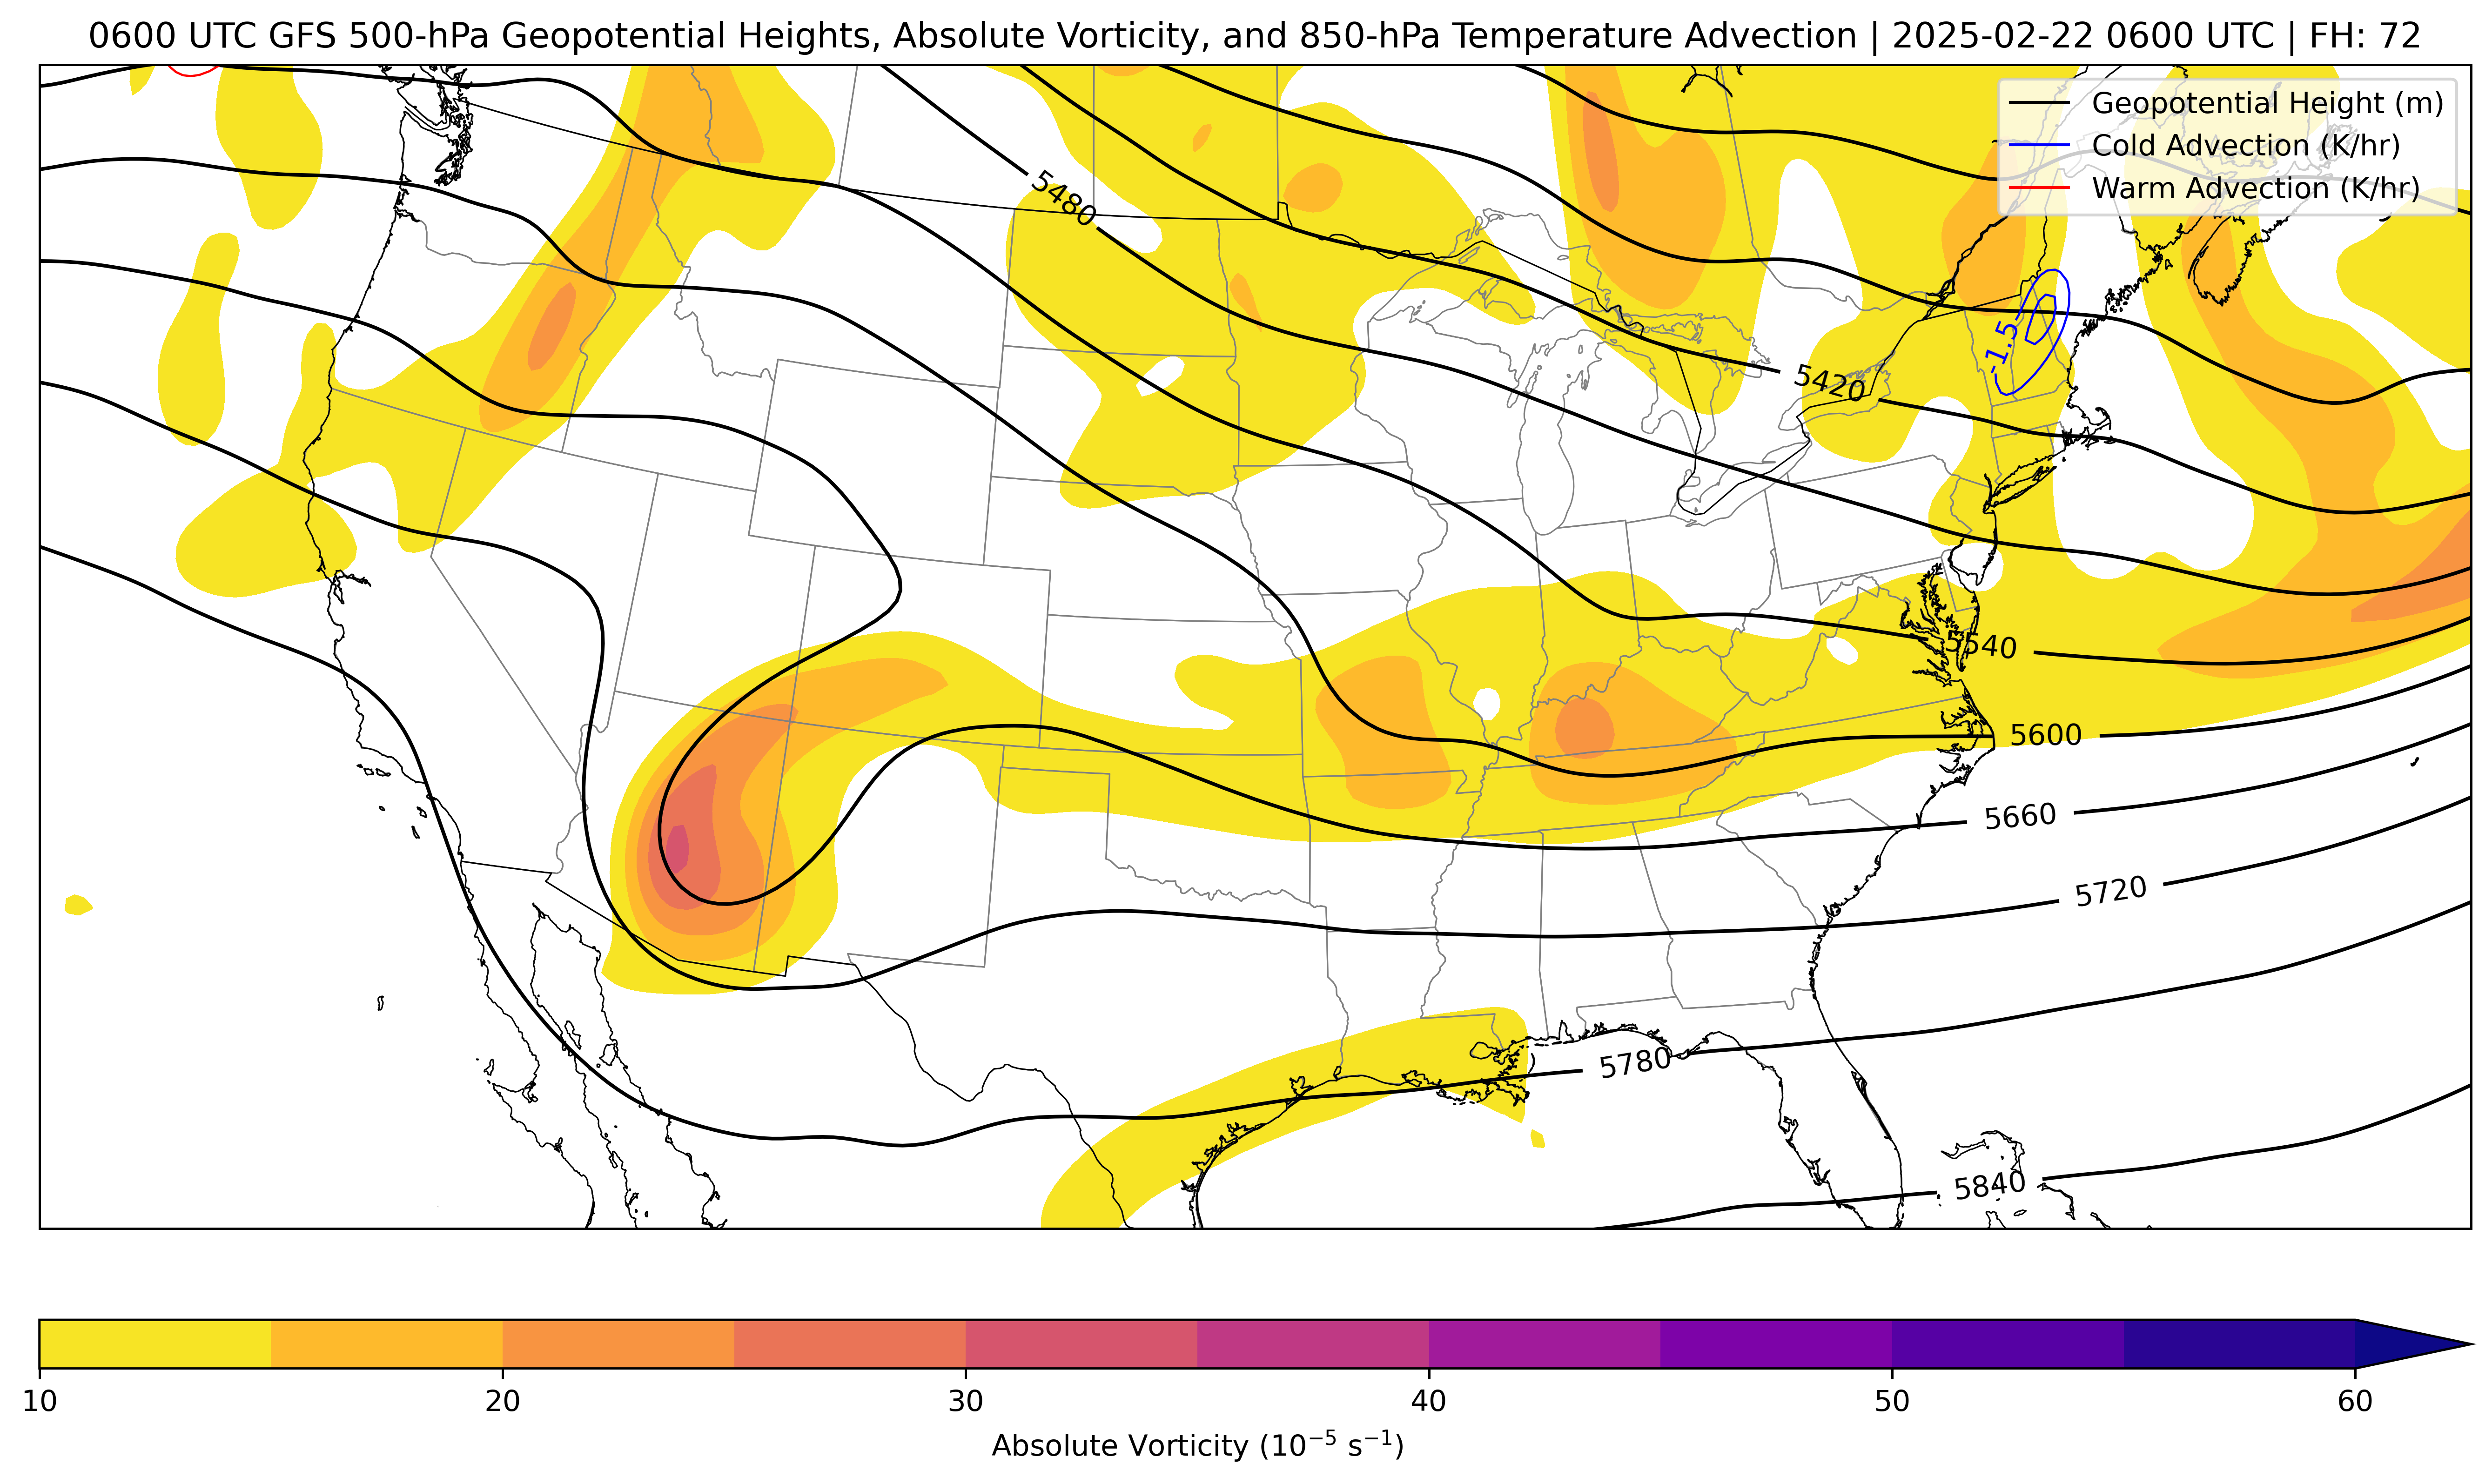 0600 UTC GFS 500-hPa Geopotential Heights, Absolute Vorticity, and 850-hPa Temperature Advection | 2025-02-22 0600 UTC | FH: 72
Geopotential Height (m)
Cold Advection (K/hr)
Warm Advection (K/hr)
5480
-1.5
5420
5540
5600
5660
5720
5780
5840
10 20 30 40 50 60
Absolute Vorticity (10⁻⁵ s⁻¹)